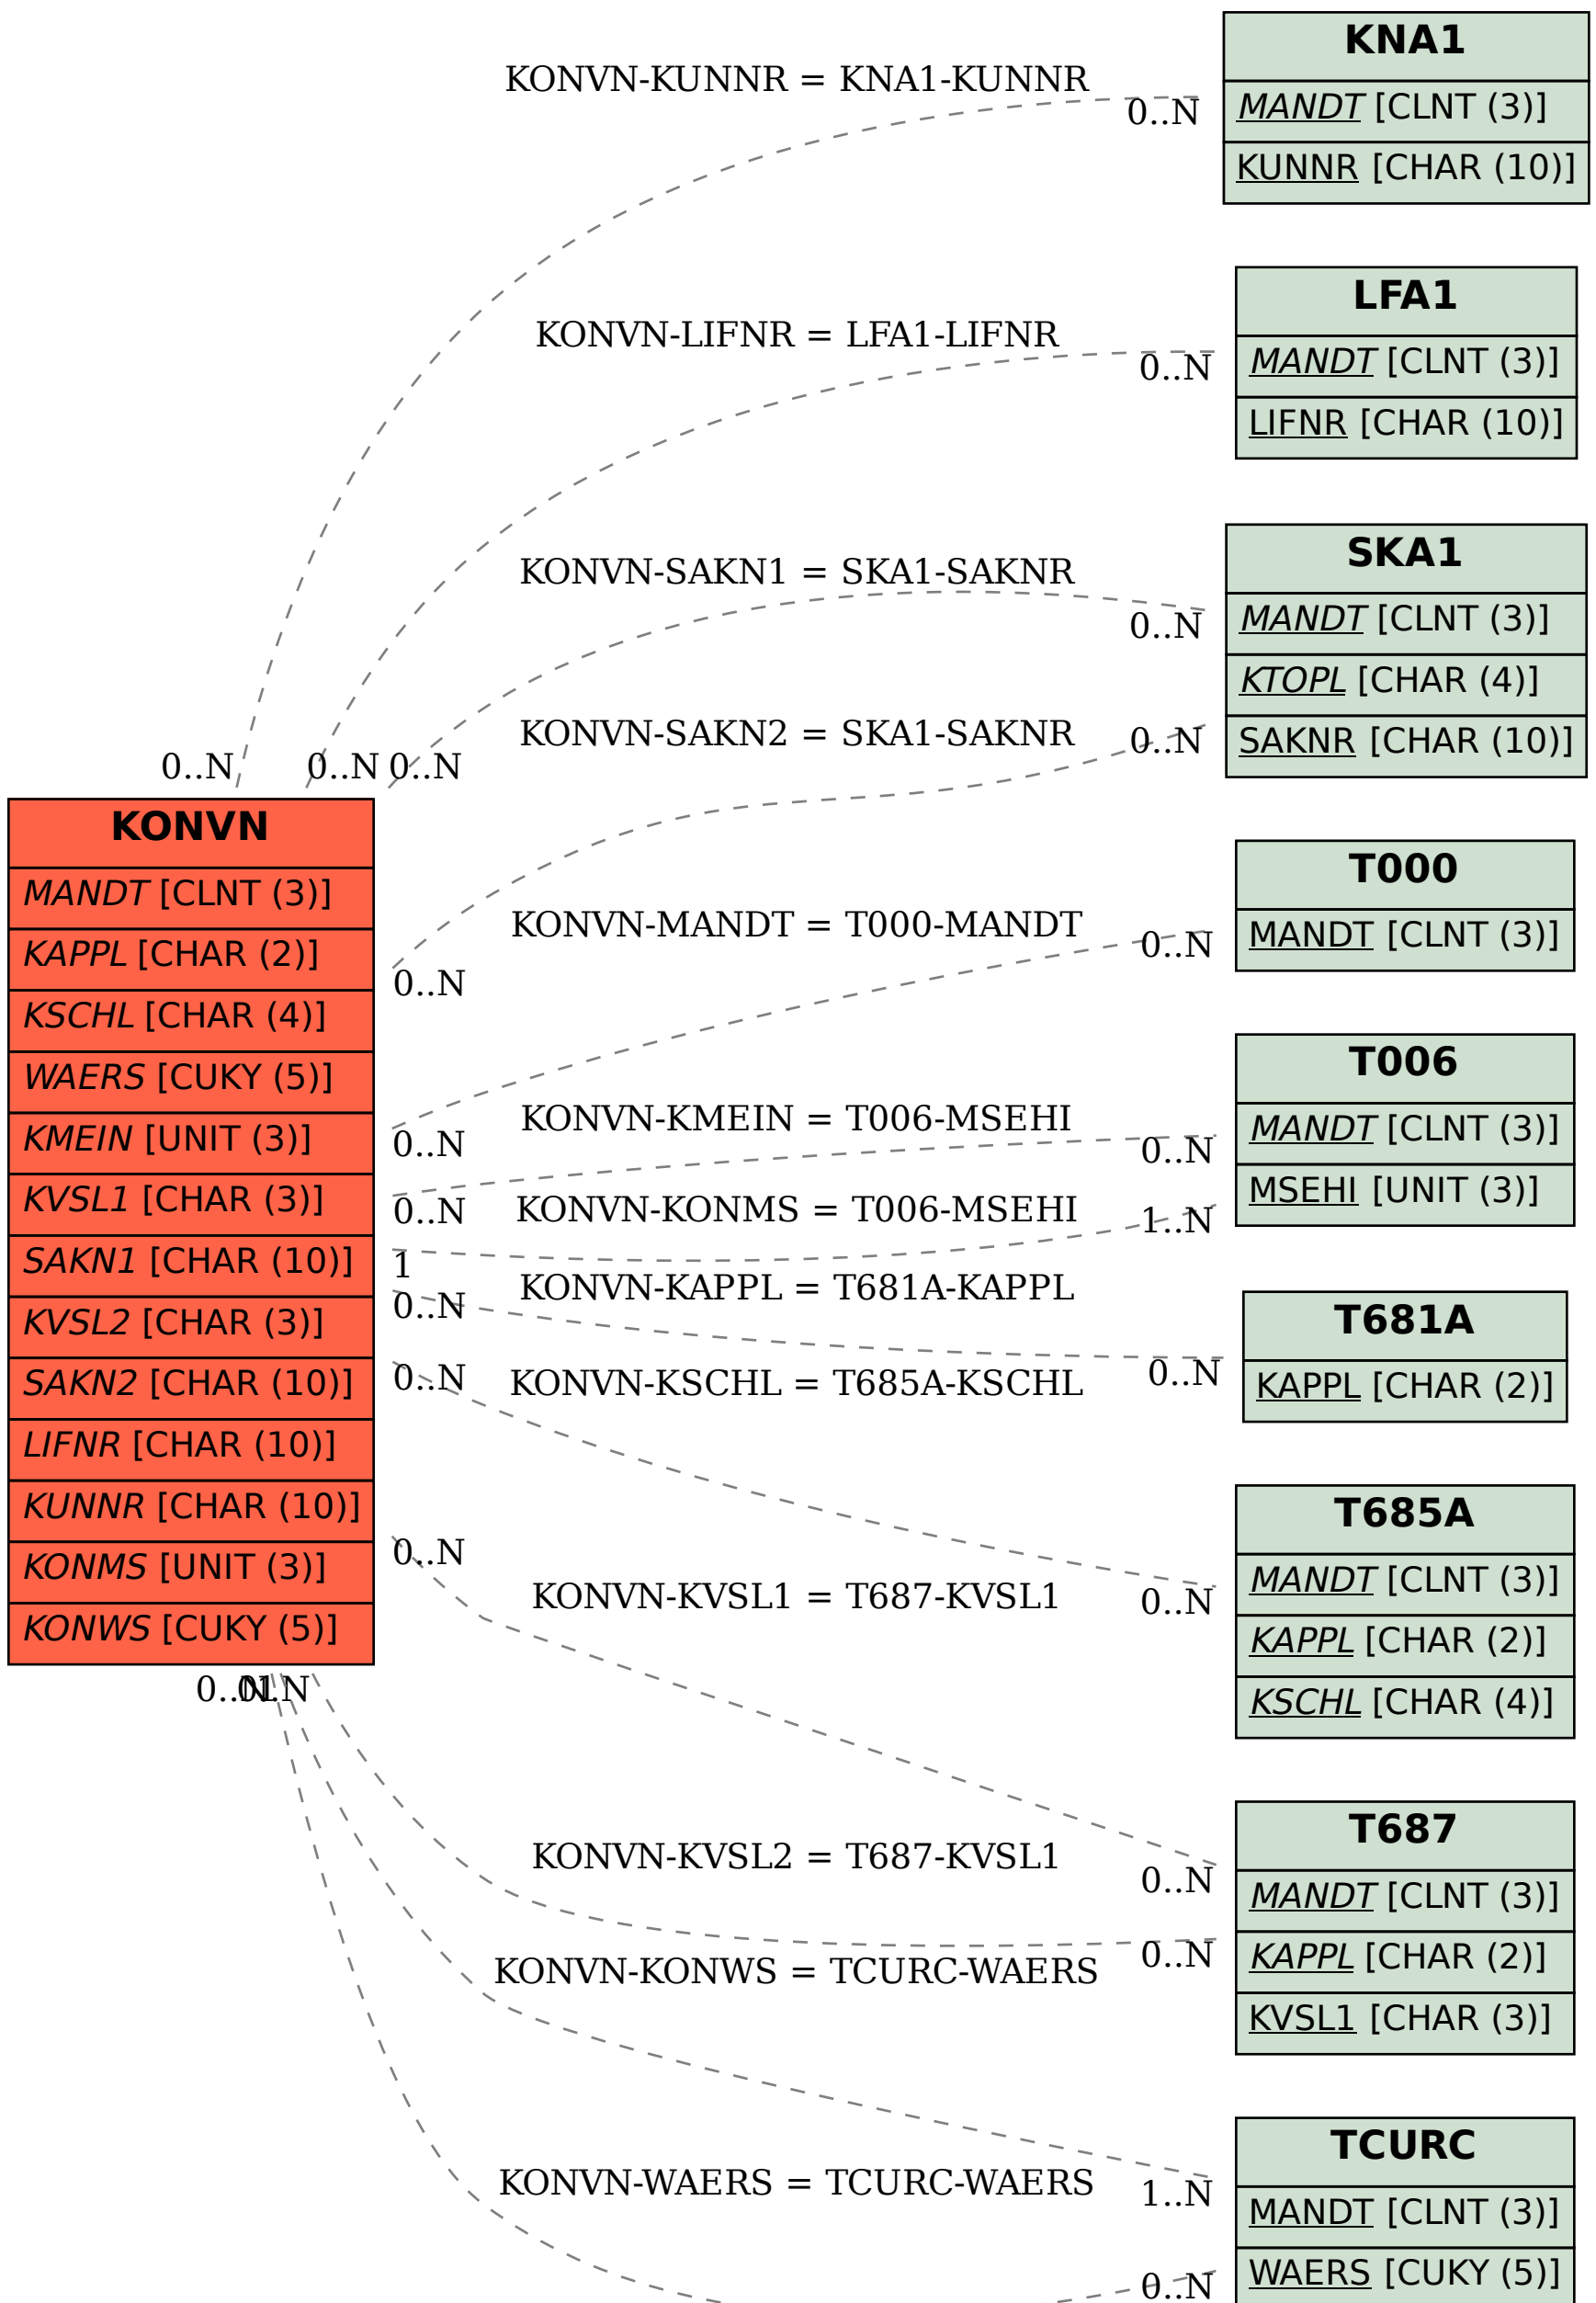 KNA1
MANDT [CLNT (3)]
KUNNR [CHAR (10)]
KONVN-KUNNR = KNA1-KUNNR
0..N
LFA1
MANDT [CLNT (3)]
LIFNR [CHAR (10)]
KONVN-LIFNR = LFA1-LIFNR
0..N
SKA1
MANDT [CLNT (3)]
KTOPL [CHAR (4)]
SAKNR [CHAR (10)]
KONVN-SAKN1 = SKA1-SAKNR
0..N
KONVN-SAKN2 = SKA1-SAKNR
0..N
0..N
0..N
0..N
KONVN
MANDT [CLNT (3)]
KAPPL [CHAR (2)]
KSCHL [CHAR (4)]
WAERS [CUKY (5)]
KMEIN [UNIT (3)]
KVSL1 [CHAR (3)]
SAKN1 [CHAR (10)]
KVSL2 [CHAR (3)]
SAKN2 [CHAR (10)]
LIFNR [CHAR (10)]
KUNNR [CHAR (10)]
KONMS [UNIT (3)]
KONWS [CUKY (5)]
T000
MANDT [CLNT (3)]
KONVN-MANDT = T000-MANDT
0..N
0..N
T006
MANDT [CLNT (3)]
MSEHI [UNIT (3)]
KONVN-KMEIN = T006-MSEHI
0..N
0..N
KONVN-KONMS = T006-MSEHI
0..N
1..N
1
T681A
KAPPL [CHAR (2)]
KONVN-KAPPL = T681A-KAPPL
0..N
0..N
T685A
MANDT [CLNT (3)]
KAPPL [CHAR (2)]
KSCHL [CHAR (4)]
KONVN-KSCHL = T685A-KSCHL
0..N
0..N
T687
MANDT [CLNT (3)]
KAPPL [CHAR (2)]
KVSL1 [CHAR (3)]
KONVN-KVSL1 = T687-KVSL1
0..N
0..N
KONVN-KVSL2 = T687-KVSL1
0..N
0..N
0..N
1
TCURC
MANDT [CLNT (3)]
WAERS [CUKY (5)]
KONVN-KONWS = TCURC-WAERS
1..N
KONVN-WAERS = TCURC-WAERS
0..N